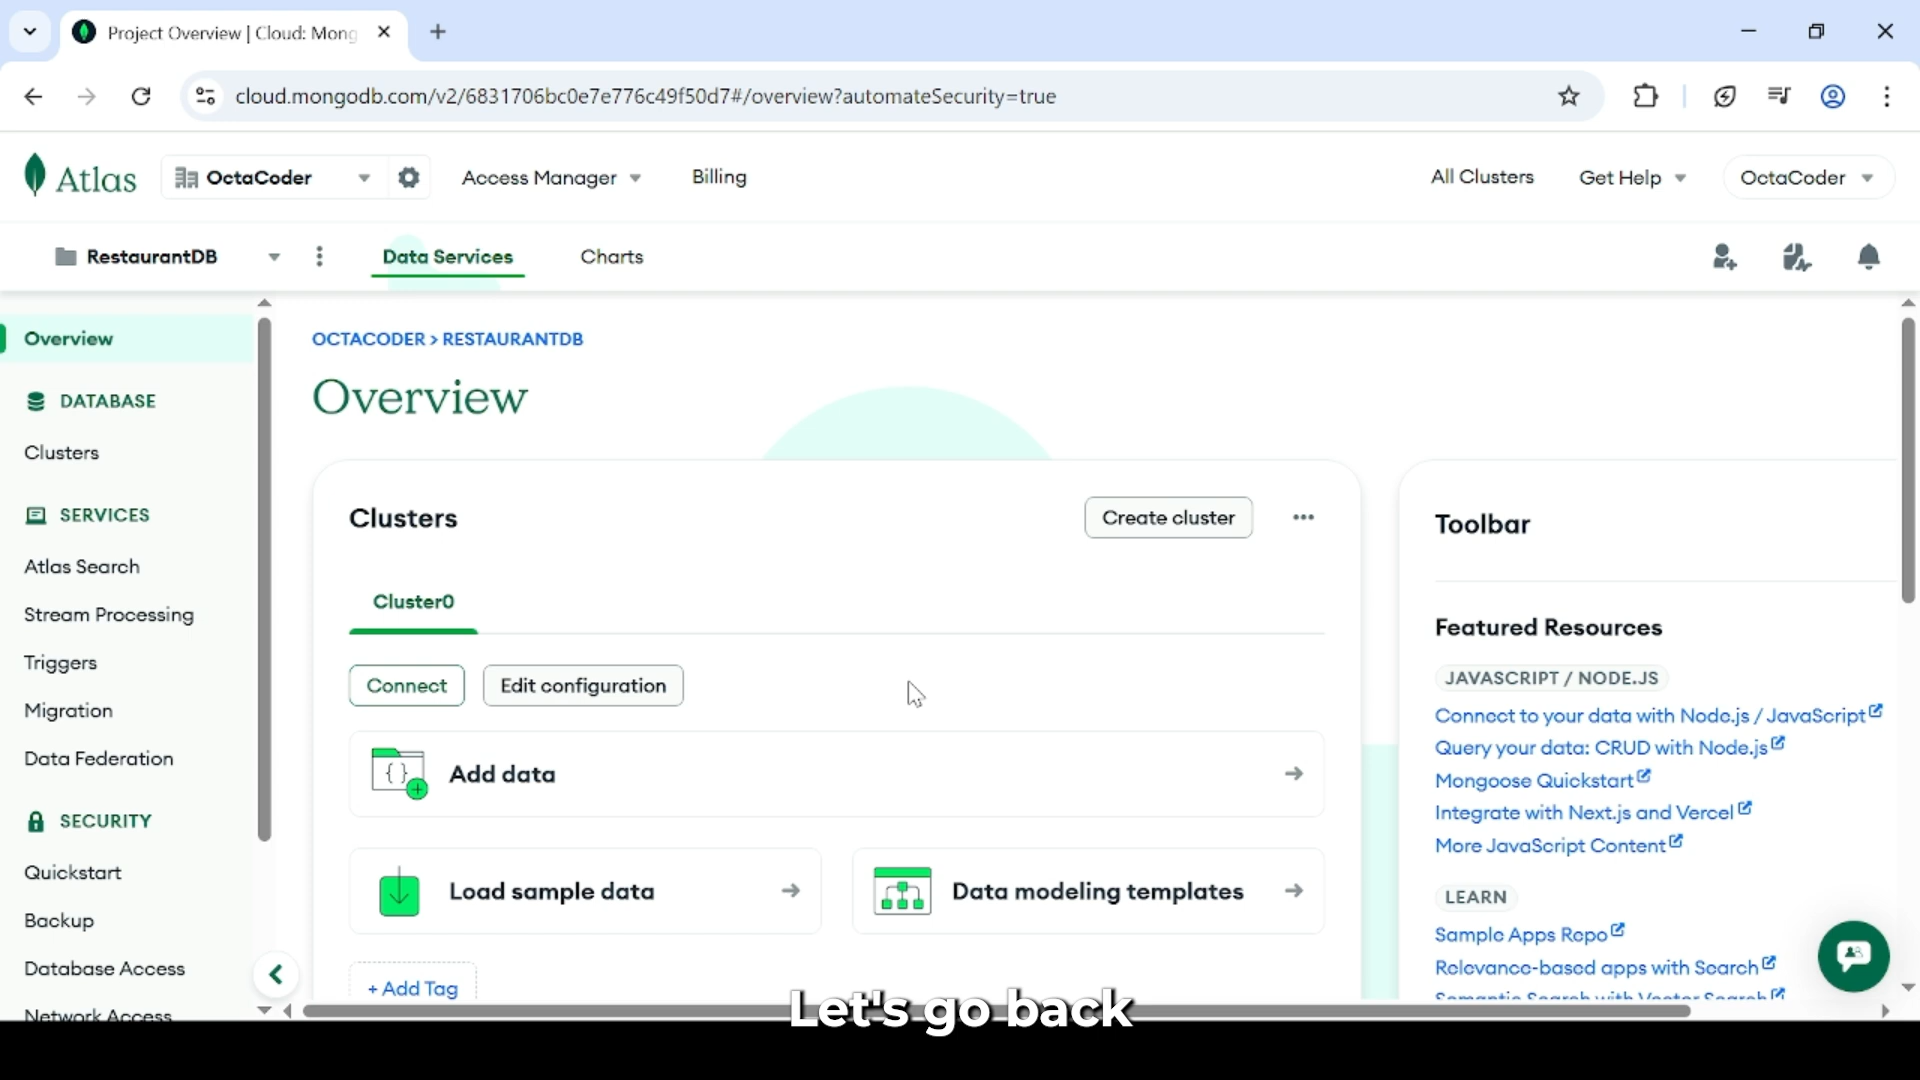 Project Overview | Cloud: Mong
cloud.mongodb.com/v2/6831706bc0e7e776c49f50d7#/overview?automateSecurity=true
Atlas
OctaCoder
Access Manager
Billing
All Clusters
Get Help
OctaCoder
RestaurantDB
Data Services
Charts
Overview
DATABASE
Clusters
SERVICES
Atlas Search
Stream Processing
Triggers
Migration
Data Federation
SECURITY
Quickstart
Backup
Database Access
Network Access
OCTACODER > RESTAURANTDB
Overview
Clusters
Create cluster
Cluster0
Connect
Edit configuration
{ }
Add data
Load sample data
Data modeling templates
+ Add Tag
Toolbar
Featured Resources
JAVASCRIPT / NODE.JS
Connect to your data with Node.js / JavaScript
Query your data: CRUD with Node.js
Mongoose Quickstart
Integrate with Next.js and Vercel
More JavaScript Content
LEARN
Sample Apps Repo
Relevance-based apps with Search
Semantic Search with Vector Search
Let's go back